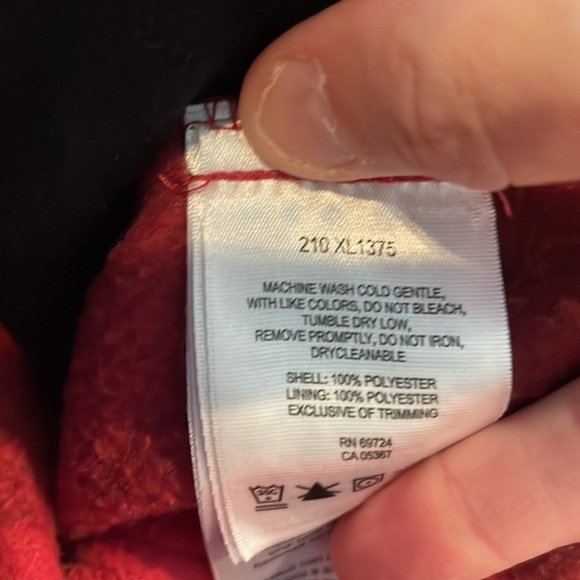 210 XL1375
MACHINE WASH COLD GENTLE,
WITH LIKE COLORS, DO NOT BLEACH,
TUMBLE DRY LOW,
REMOVE PROMPTLY, DO NOT IRON,
DRYCLEANABLE
SHELL: 100% POLYESTER
LINING: 100% POLYESTER
EXCLUSIVE OF TRIMMING
RN 69724
CA 05367
30C